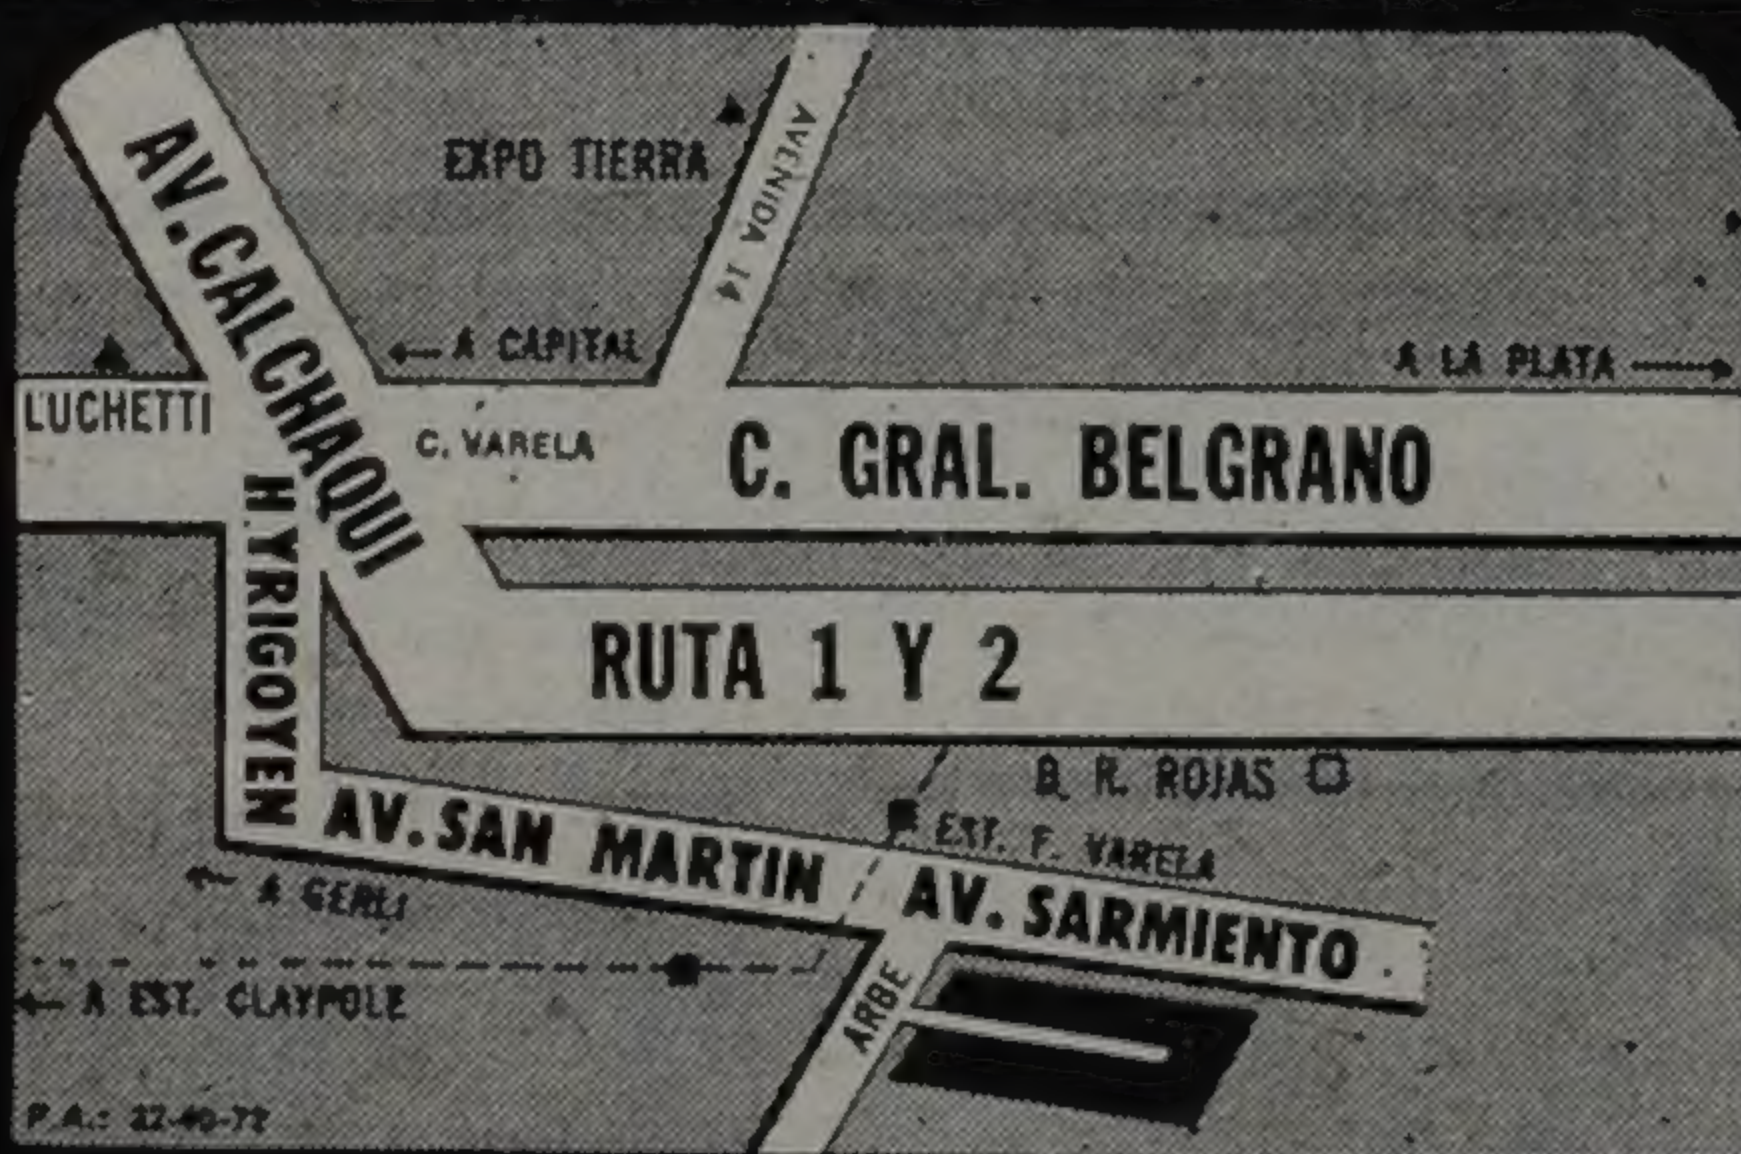 AV. CALCHAQUI
EXPO TIERRA
AVENIDA 14
← A CAPITAL
A LA PLATA →
LUCHETTI
C. VARELA
C. GRAL. BELGRANO
H. YRIGOYEN
RUTA 1 Y 2
B. R. ROJAS
EST. F. VARELA
AV. SAN MARTIN
AV. SARMIENTO
← A GERLI
← A EST. CLAYPOLE
ARBE
P.A.: